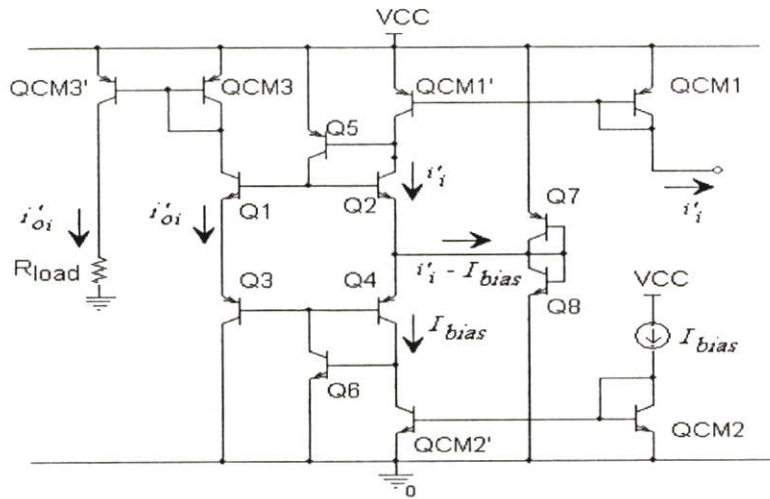 VCC
QCM3'
QCM3
QCM1'
QCM1
Q5
i'i
i'i
Q1
Q2
Q7
i'oi
i'oi
Rload
i'i - Ibias
Q3
Q4
Q8
VCC
Ibias
Ibias
Q6
QCM2'
QCM2
0